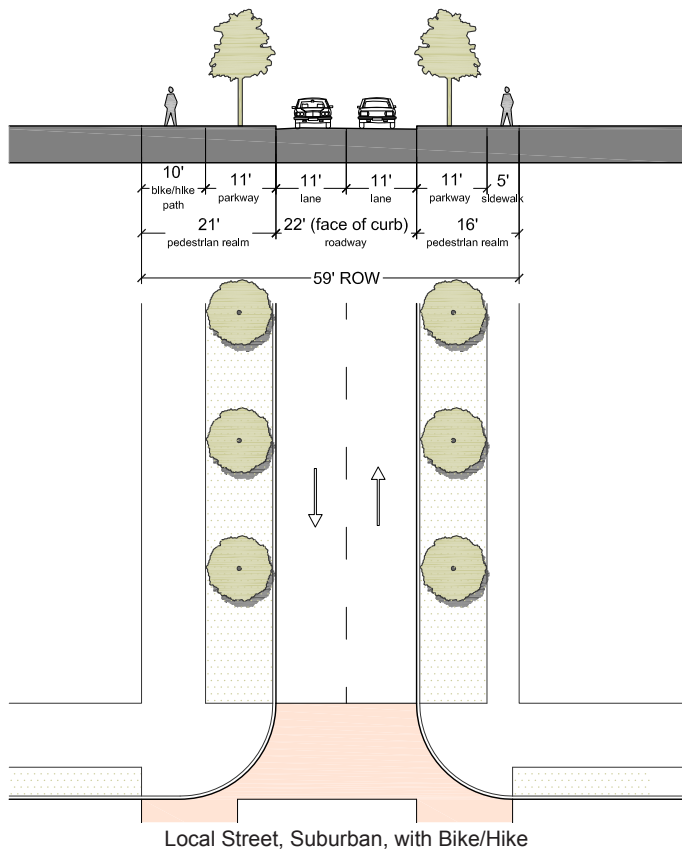 10' 11' 11' 11' 11' 5'
bike/hike path parkway lane lane parkway sidewalk
21' 22' (face of curb) 16'
pedestrian realm roadway pedestrian realm
59' ROW
Local Street, Suburban, with Bike/Hike